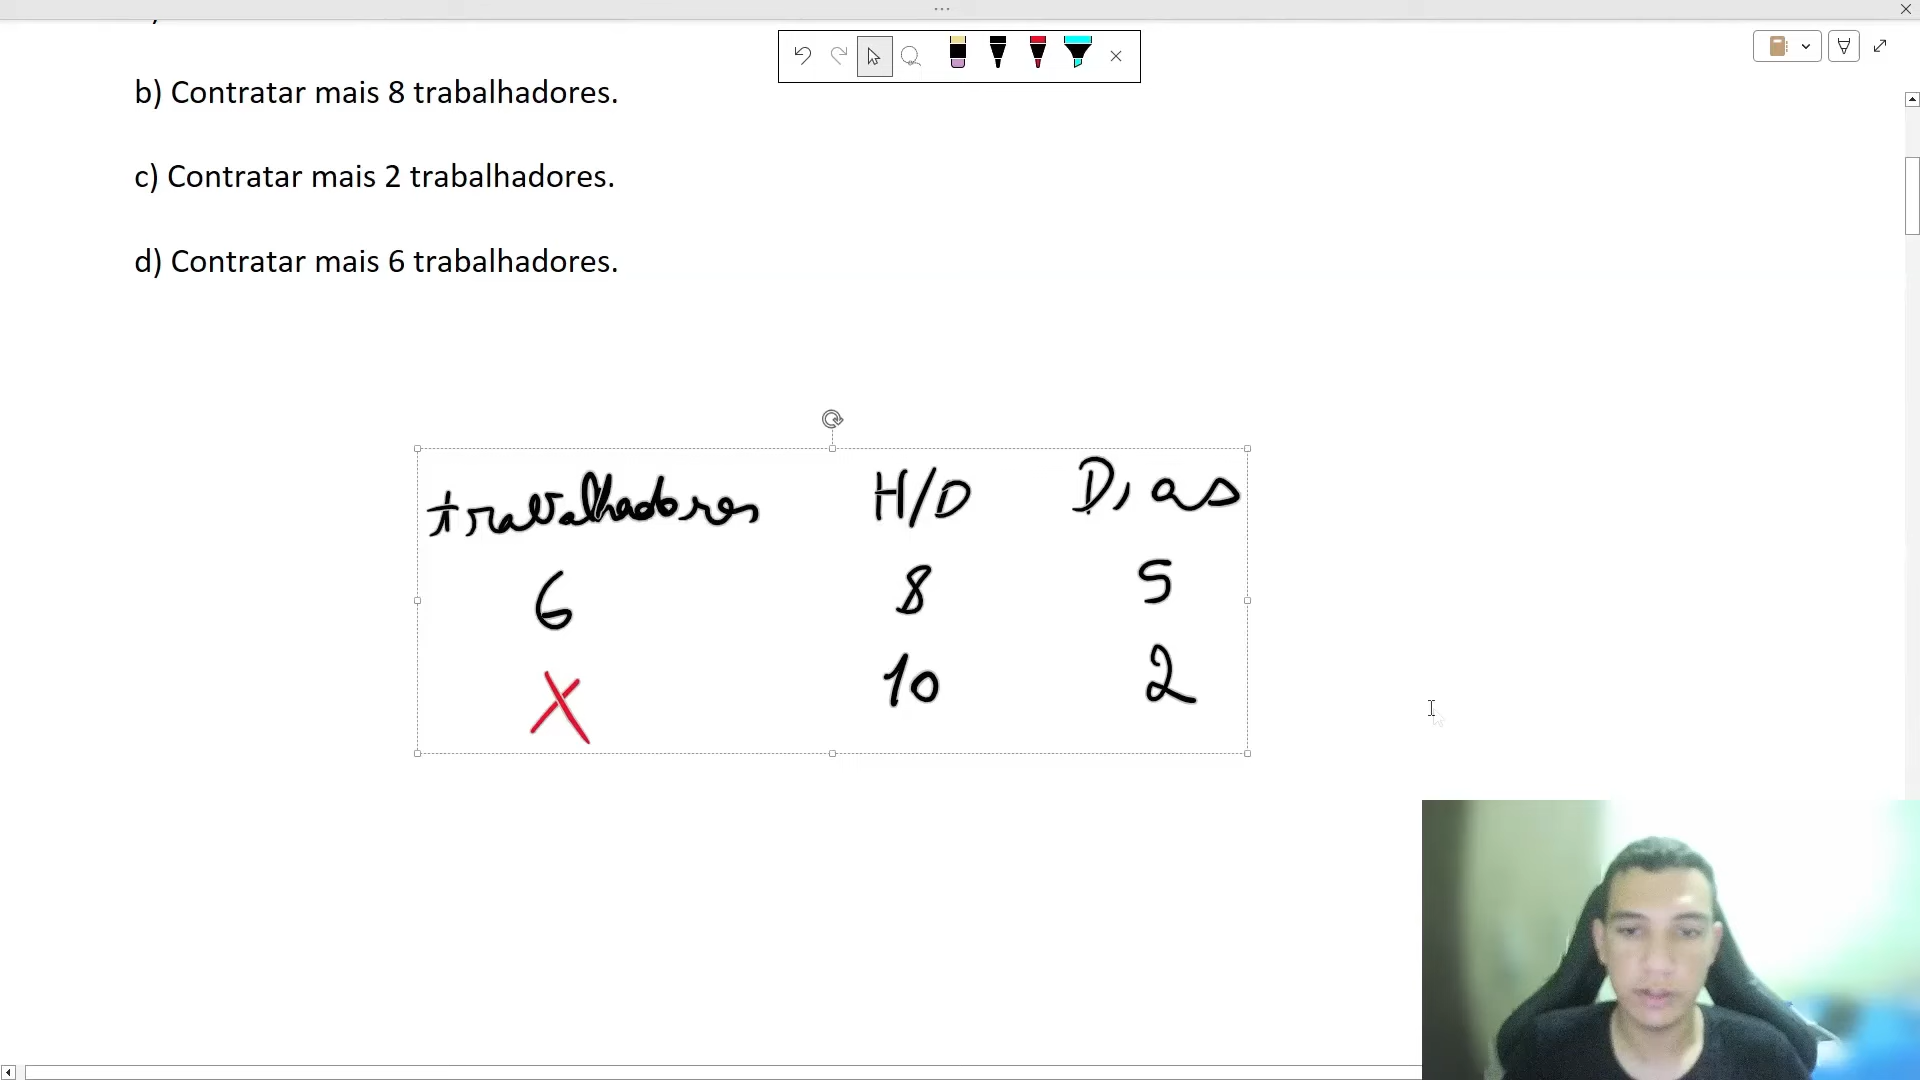 b) Contratar mais 8 trabalhadores.
c) Contratar mais 2 trabalhadores.
d) Contratar mais 6 trabalhadores.
trabalhadores H/D Dias
6 8 5
X 10 2